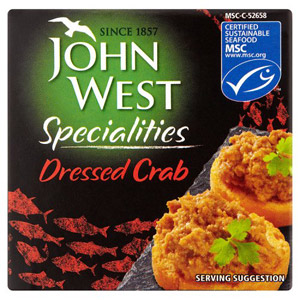 MSC-C-52658
CERTIFIED
SUSTAINABLE
SEAFOOD
MSC
www.msc.org
SINCE 1857
JOHN
WEST
Specialities
Dressed Crab
SERVING SUGGESTION